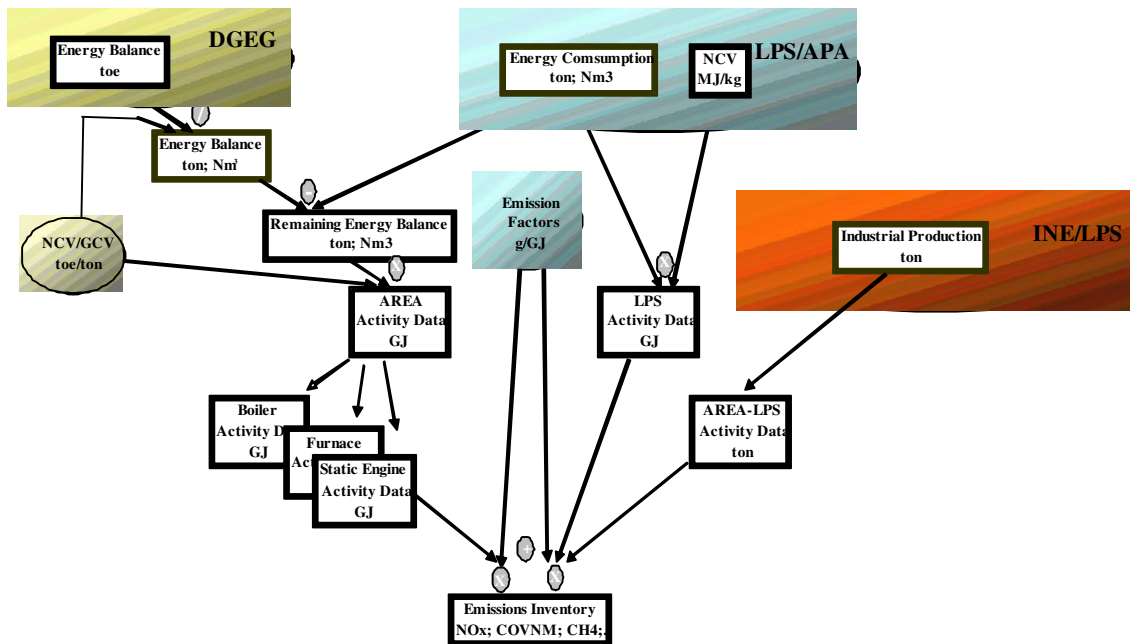 DGEG
Energy Balance
toe
LPS/APA
Energy Comsumption
ton; Nm3
NCV
MJ/kg
/
Energy Balance
ton; Nm³
-
Remaining Energy Balance
ton; Nm3
Emission
Factors
g/GJ
INE/LPS
Industrial Production
ton
NCV/GCV
toe/ton
X
X
AREA
Activity Data
GJ
LPS
Activity Data
GJ
Boiler
Activity D
GJ
Furnace
Act
Static Engine
Activity Data
GJ
AREA-LPS
Activity Data
ton
+
X
X
Emissions Inventory
NOx; COVNM; CH4;.